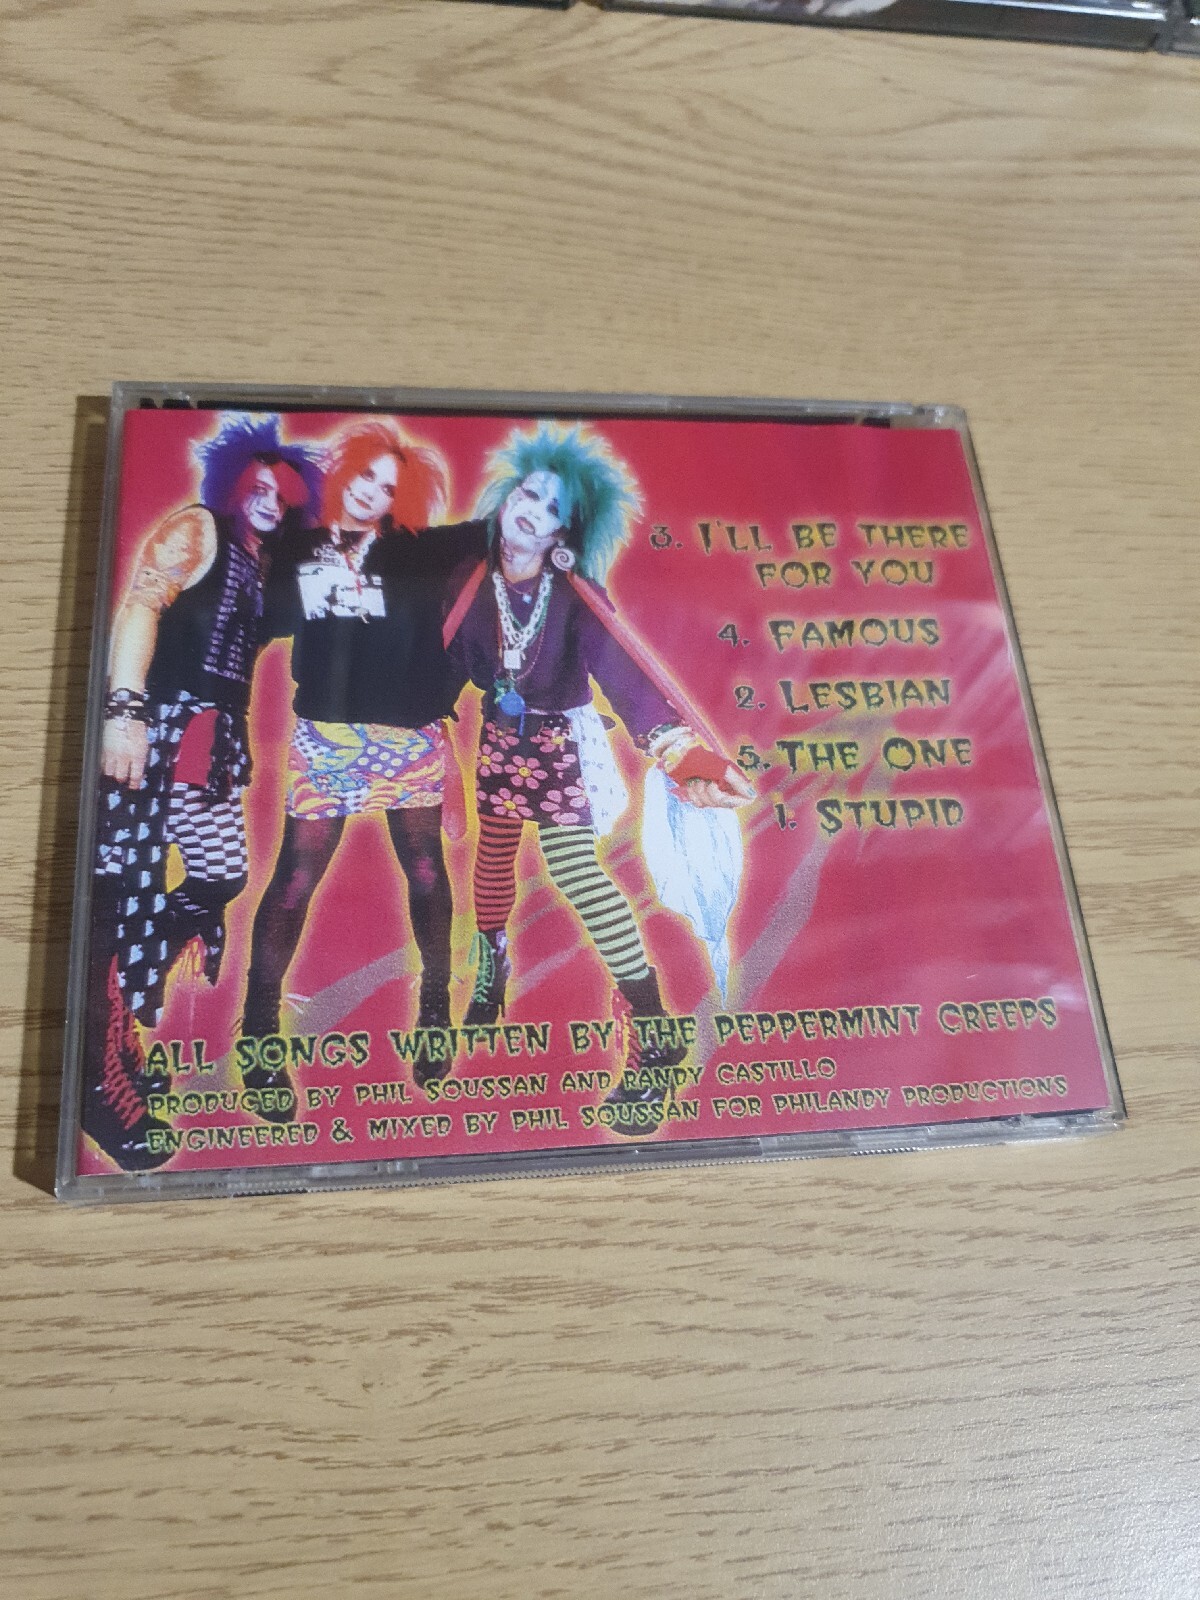 3. I'LL BE THERE
FOR YOU
4. FAMOUS
2. LESBIAN
5. THE ONE
1. STUPID
ALL SONGS WRITTEN BY THE PEPPERMINT CREEPS
PRODUCED BY PHIL SOUSSAN AND RANDY CASTILLO
ENGINEERED & MIXED BY PHIL SOUSSAN FOR PHILANDY PRODUCTIONS